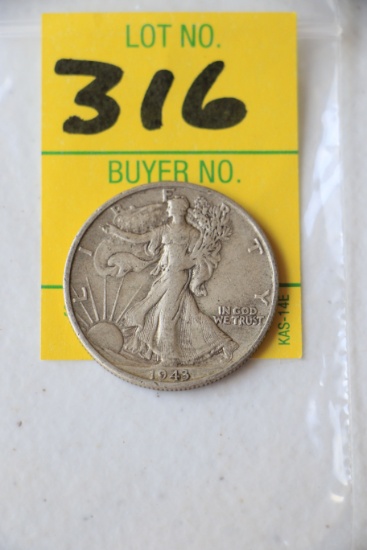 LOT NO.
316
BUYER NO.
LIBERTY
IN GOD
WE TRUST
1943
KAS-14E